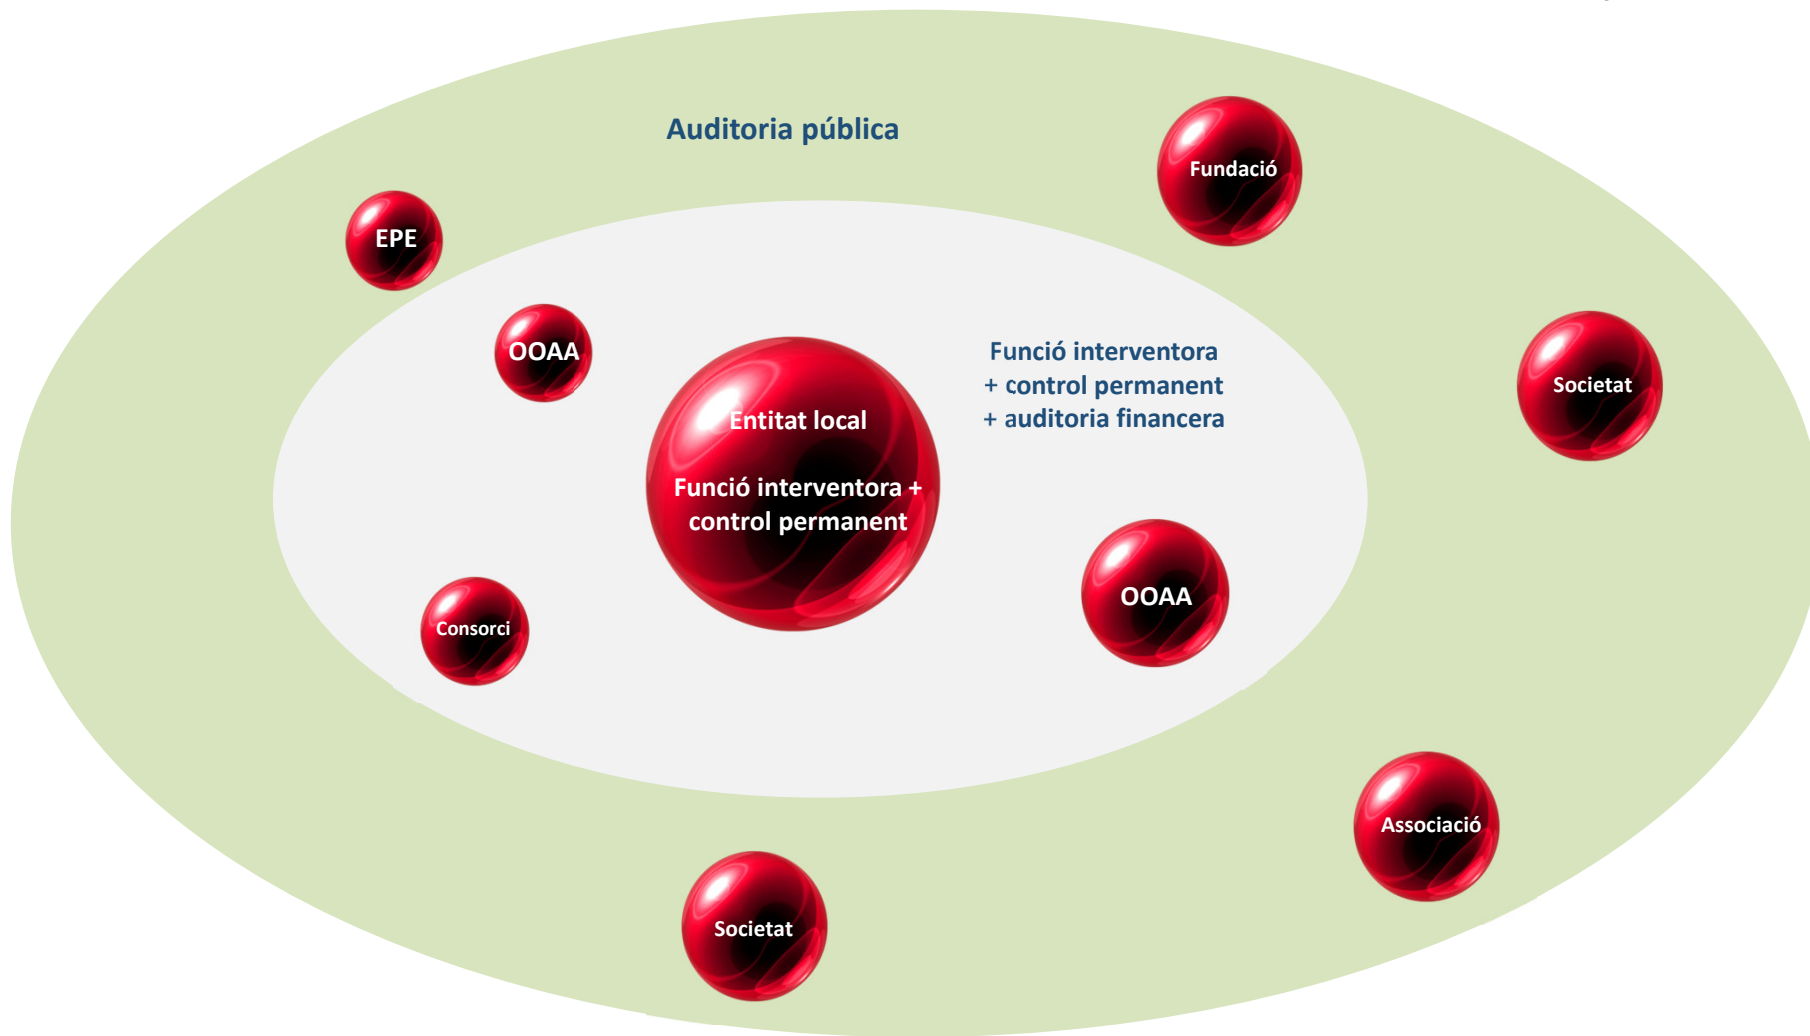 Auditoria pública
Fundació
EPE
OOAA
Funció interventora
+ control permanent
+ auditoria financera
Societat
Entitat local
Funció interventora +
control permanent
OOAA
Consorci
Associació
Societat